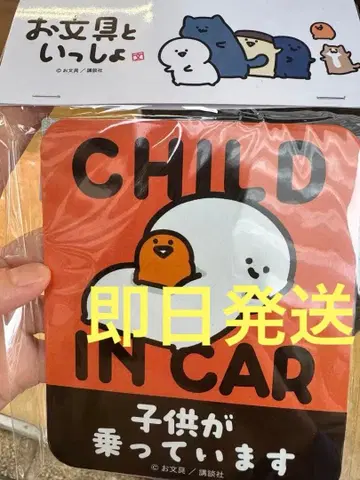 お文具と
いっしょ
文
© お文具／講談社
CHILD
即日発送
IN CAR
子供が
乗っています
© お文具／講談社